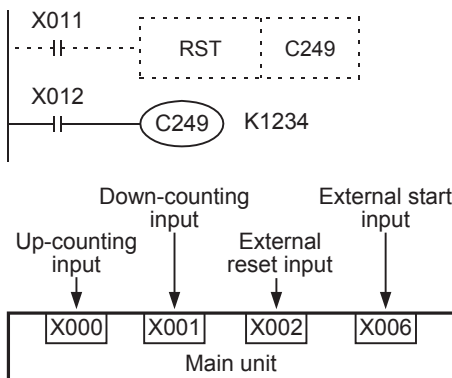 X011
RST C249
X012
C249 K1234
Down-counting input
External start input
Up-counting input
External reset input
X000 X001 X002 X006
Main unit